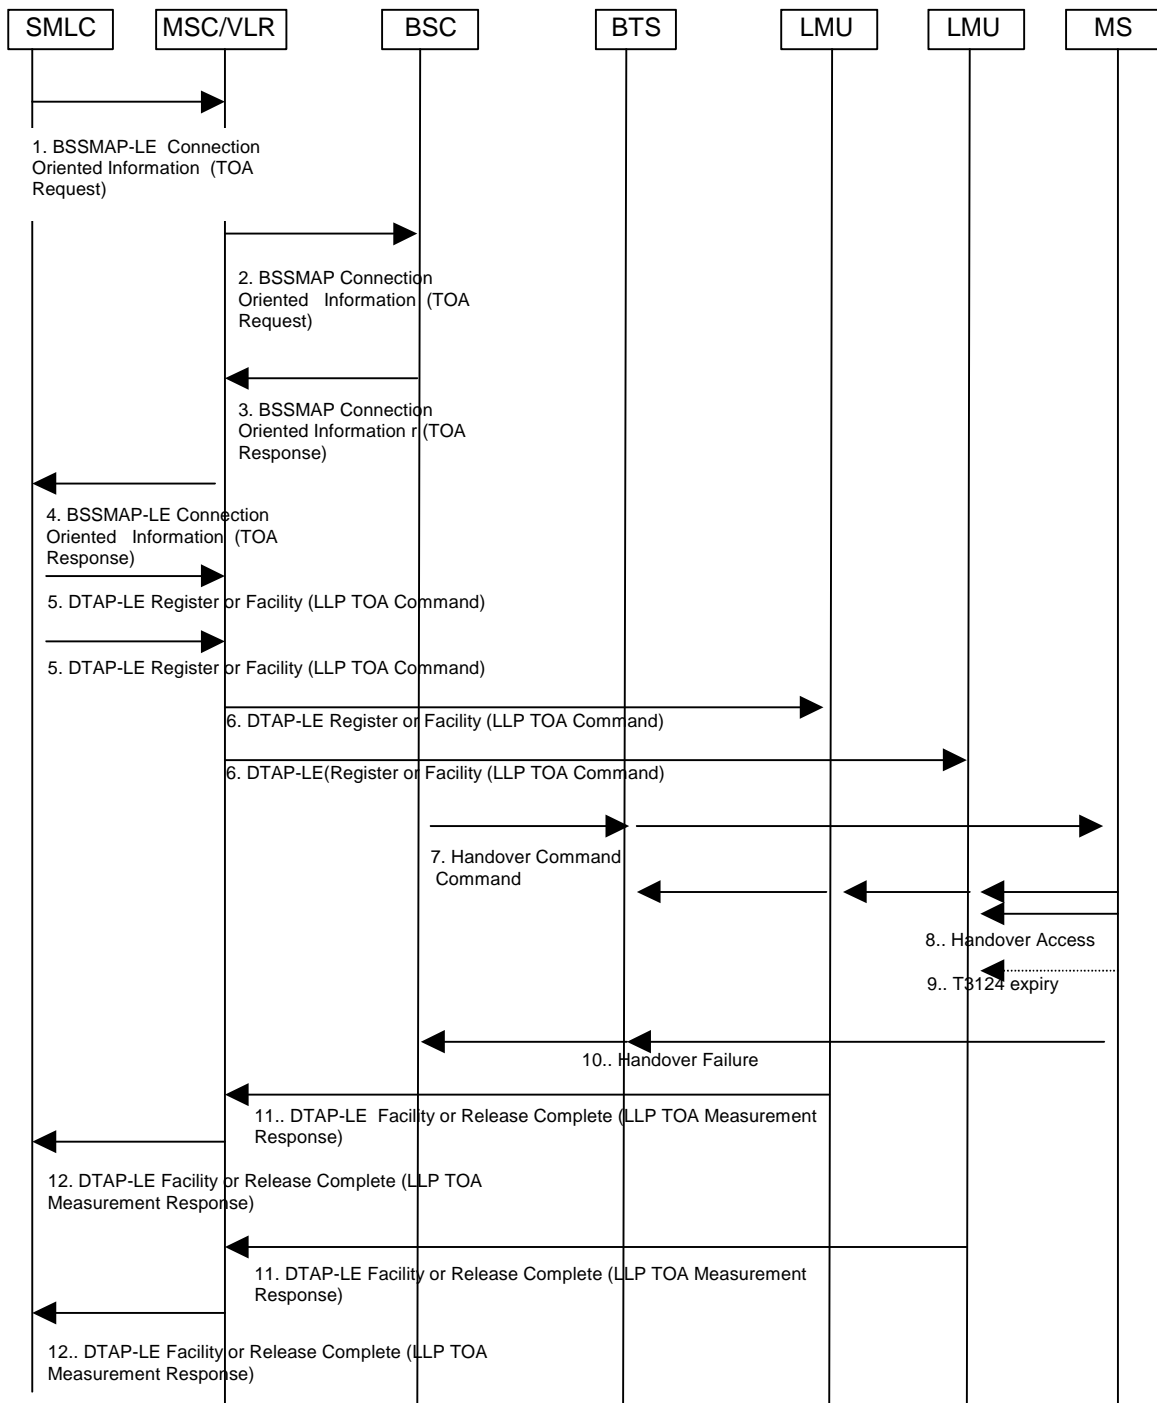 SMLC MSC/VLR BSC BTS LMU LMU MS
1. BSSMAP-LE Connection
Oriented Information (TOA
Request)
2. BSSMAP Connection
Oriented Information (TOA
Request)
3. BSSMAP Connection
Oriented Information r (TOA
Response)
4. BSSMAP-LE Connection
Oriented Information (TOA
Response)
5. DTAP-LE Register or Facility (LLP TOA Command)
5. DTAP-LE Register or Facility (LLP TOA Command)
6. DTAP-LE Register or Facility (LLP TOA Command)
6. DTAP-LE(Register or Facility (LLP TOA Command)
7. Handover Command
Command
8.. Handover Access
9.. T3124 expiry
10.. Handover Failure
11.. DTAP-LE Facility or Release Complete (LLP TOA Measurement
Response)
12. DTAP-LE Facility or Release Complete (LLP TOA
Measurement Response)
11. DTAP-LE Facility or Release Complete (LLP TOA Measurement
Response)
12.. DTAP-LE Facility or Release Complete (LLP TOA
Measurement Response)